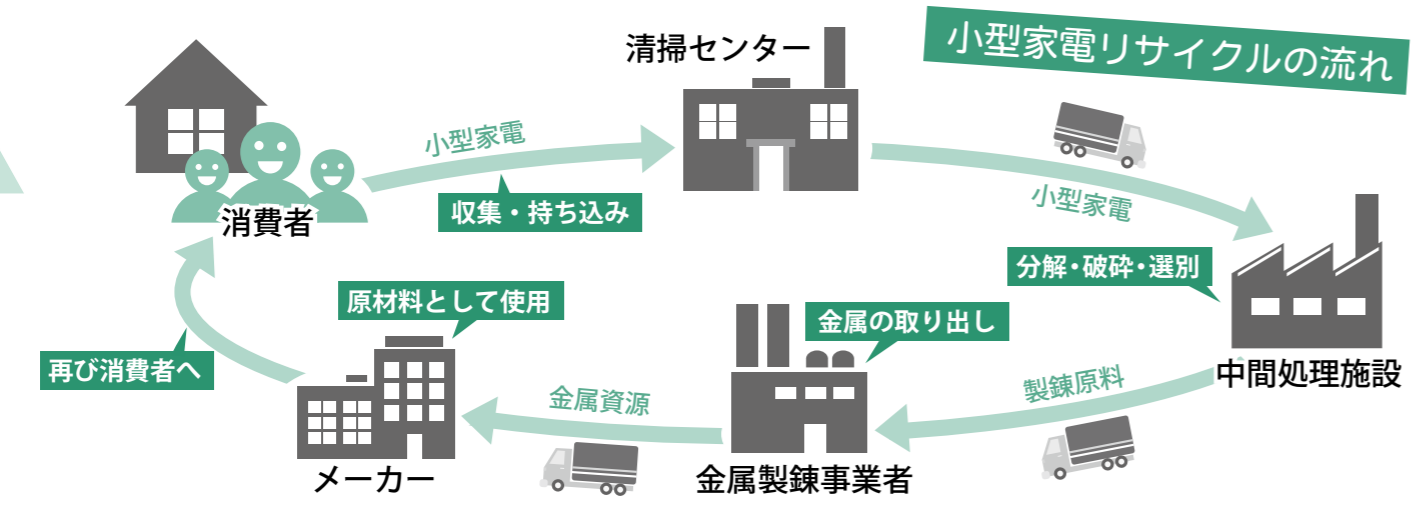 小型家電リサイクルの流れ
消費者
小型家電
収集・持ち込み
清掃センター
小型家電
分解・破砕・選別
中間処理施設
製錬原料
金属の取り出し
金属製錬事業者
金属資源
原材料として使用
メーカー
再び消費者へ